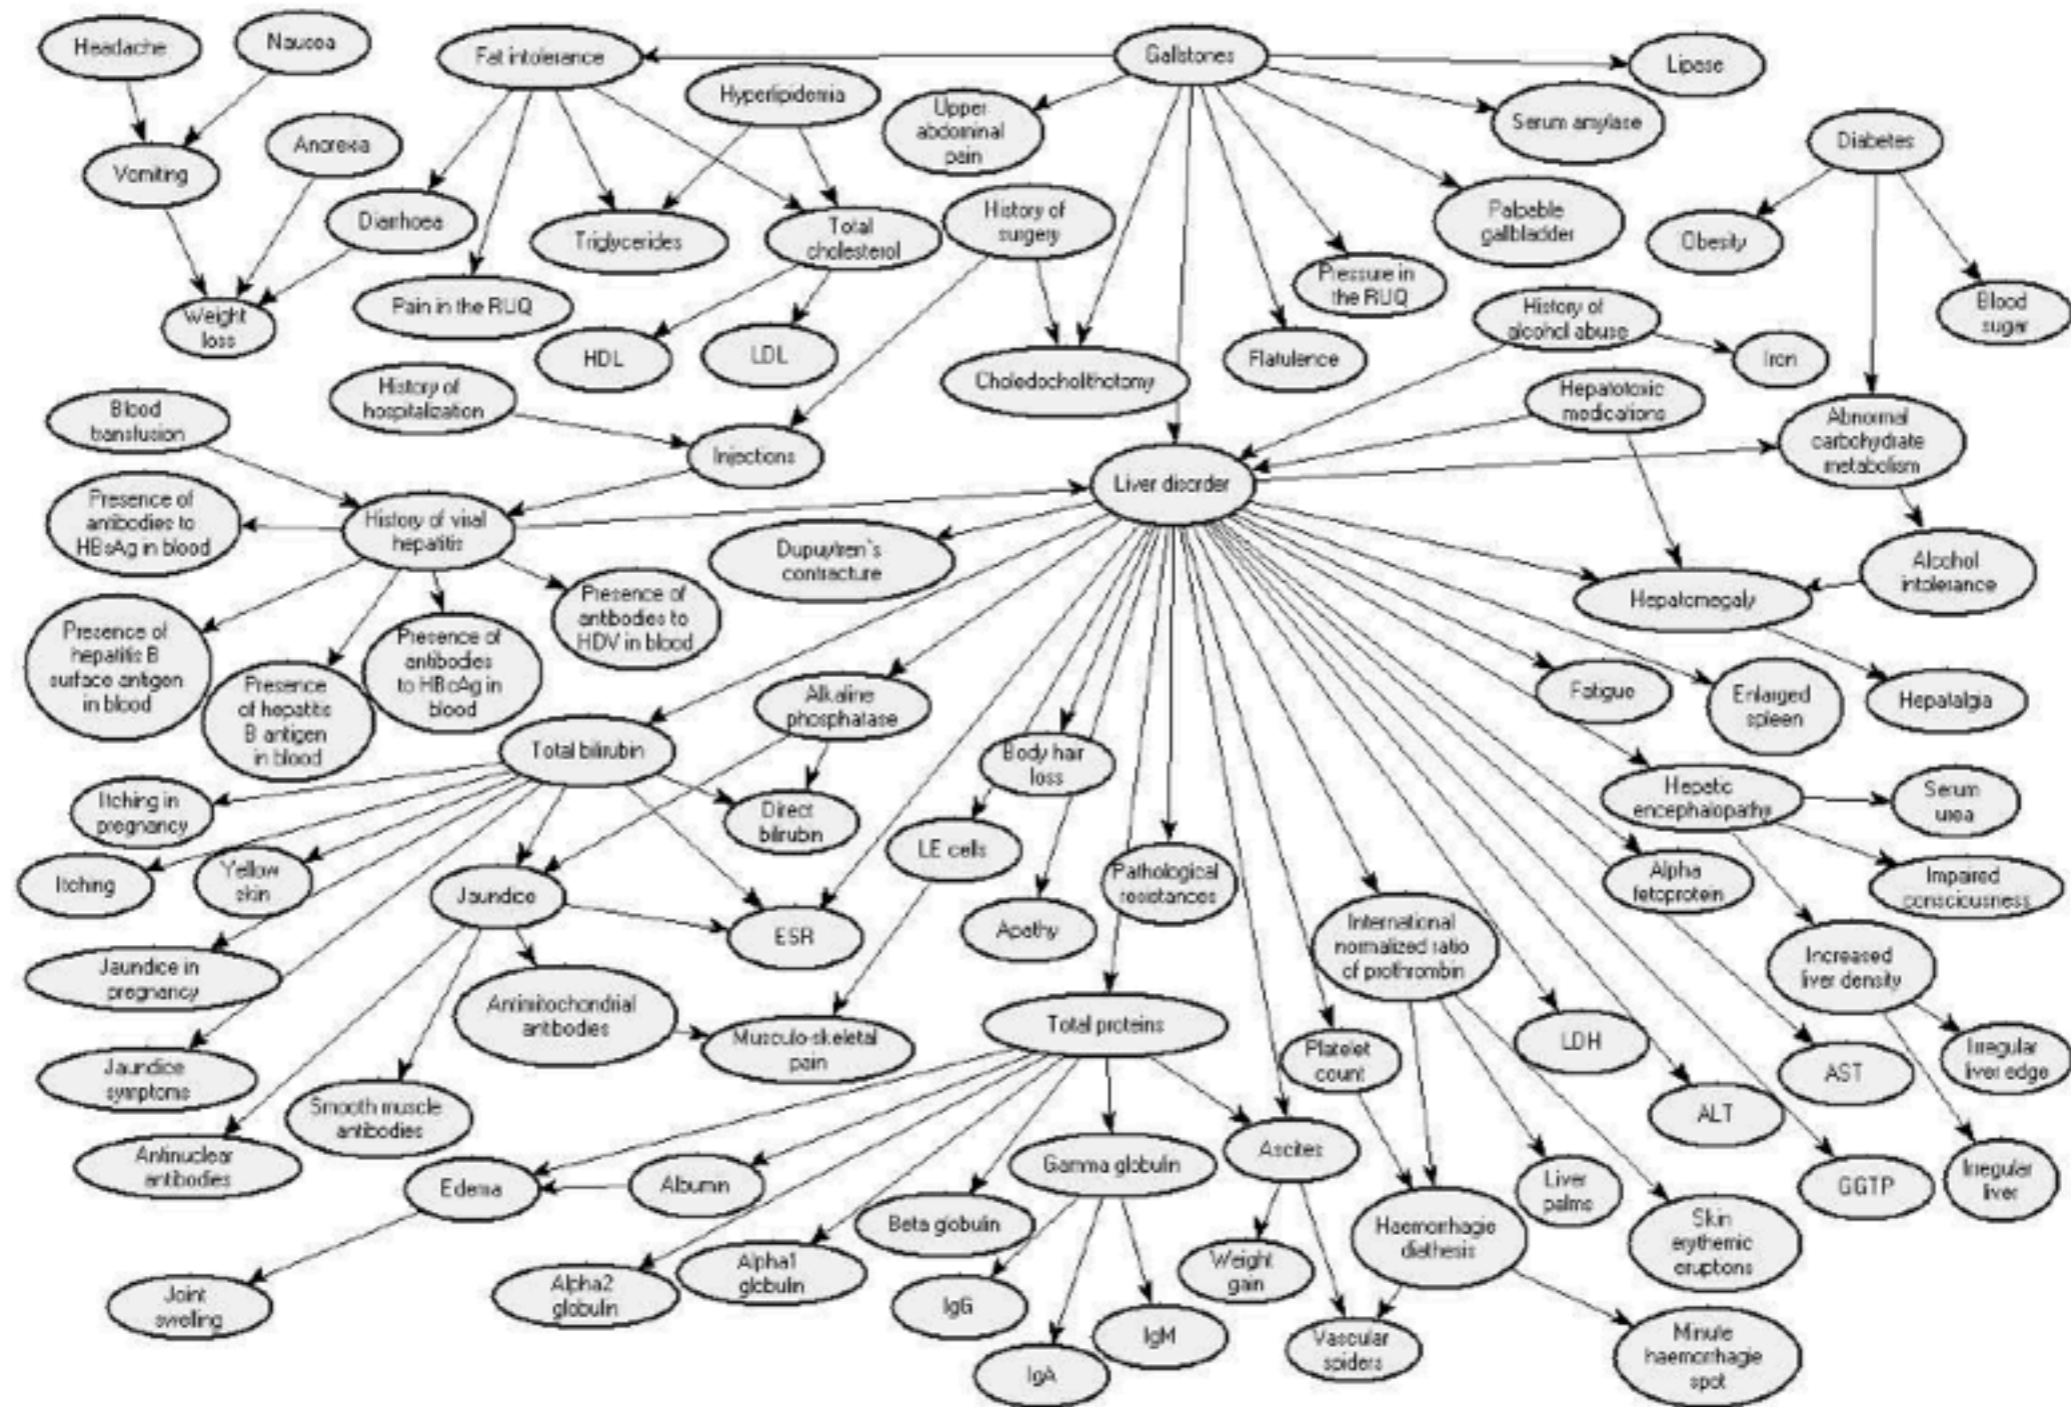 Headache
Nausea
Fat intolerance
Gallstones
Lipase
Hyperlipidemia
Upper
abdominal
pain
Serum amylase
Diabetes
Vomiting
Anorexia
Diarrhoea
Triglycerides
Total
cholesterol
History of
surgery
Palpable
gallbladder
Obesity
Pressure in
the RUQ
Blood
sugar
Weight
loss
Pain in the RUQ
HDL
LDL
Choledocholithotomy
Flatulence
History of
alcohol abuse
Iron
Blood
transfusion
History of
hospitalization
Injections
Hepatotoxic
medications
Abnormal
carbohydrate
metabolism
Liver disorder
Presence of
antibodies to
HBsAg in blood
History of viral
hepatitis
Dupuytren`s
contracture
Alcohol
intolerance
Hepatomegaly
Presence of
hepatitis B
surface antigen
in blood
Presence
of hepatitis
B antigen
in blood
Presence of
antibodies
to HBcAg in
blood
Presence of
antibodies to
HDV in blood
Alkaline
phosphatase
Fatigue
Enlarged
spleen
Hepatalgia
Total bilirubin
Body hair
loss
Hepatic
encephalopathy
Serum
urea
Itching in
pregnancy
Direct
bilirubin
LE cells
Itching
Yellow
skin
Jaundice
ESR
Apathy
Pathological
resistances
International
normalized ratio
of prothrombin
Alpha
fetoprotein
Impaired
consciousness
Jaundice in
pregnancy
Antimitochondrial
antibodies
Musculo-skeletal
pain
Total proteins
Platelet
count
LDH
Increased
liver density
Irregular
liver edge
Jaundice
symptoms
Smooth muscle
antibodies
ALT
AST
Antinuclear
antibodies
Edema
Albumin
Gamma globulin
Ascites
Liver
palms
GGTP
Irregular
liver
Beta globulin
Haemorrhagie
diathesis
Skin
erythemic
eruptions
Joint
swelling
Alpha2
globulin
Alpha1
globulin
IgG
IgA
IgM
Weight
gain
Vascular
spiders
Minute
haemorrhagie
spot